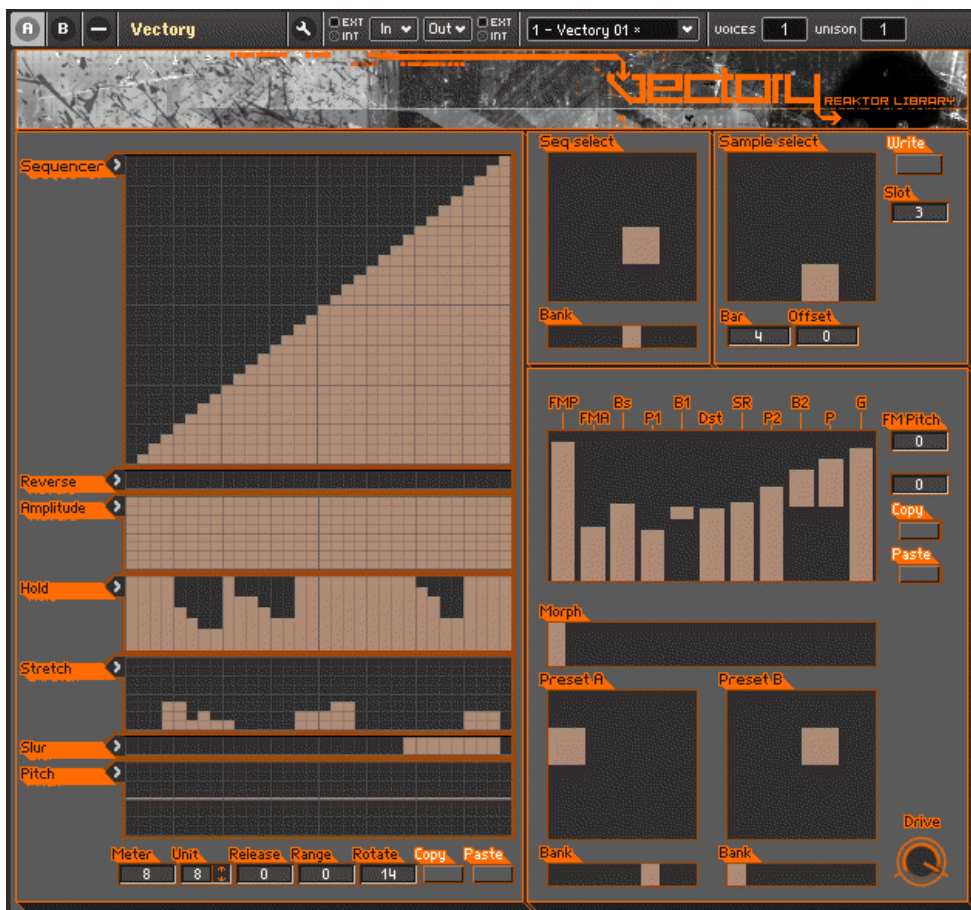 A B Vectory EXT INT In Out EXT INT 1 - Vectory 01 * VOICES 1 UNISON 1
Vectory
REAKTOR LIBRARY
Sequencer
Reverse
Amplitude
Hold
Stretch
Slur
Pitch
Meter Unit Release Range Rotate Copy Paste
8 8 0 0 14
Seq select
Bank
Sample select
Write
Slot
3
Bar Offset
4 0
FMP Bs B1 SR B2 G
FMA P1 Dst P2 P
FM Pitch
0
0
Copy
Paste
Morph
Preset A Preset B
Drive
Bank Bank